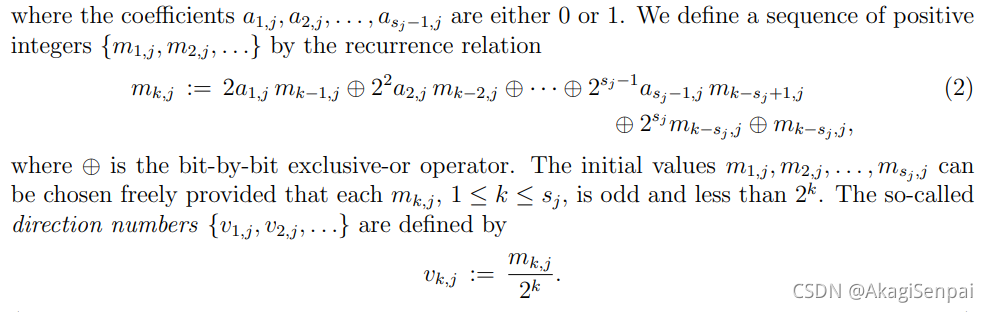 where the coefficients a_{1,j}, a_{2,j}, . . . , a_{s_j−1,j} are either 0 or 1. We define a sequence of positive
integers {m_{1,j}, m_{2,j}, . . .} by the recurrence relation
m_{k,j} := 2a_{1,j} m_{k−1,j} ⊕ 2^2 a_{2,j} m_{k−2,j} ⊕ · · · ⊕ 2^{s_j−1} a_{s_j−1,j} m_{k−s_j+1,j} (2)
⊕ 2^{s_j} m_{k−s_j,j} ⊕ m_{k−s_j,j},
where ⊕ is the bit-by-bit exclusive-or operator. The initial values m_{1,j}, m_{2,j}, . . . , m_{s_j,j} can
be chosen freely provided that each m_{k,j}, 1 ≤ k ≤ s_j, is odd and less than 2^k. The so-called
direction numbers {v_{1,j}, v_{2,j}, . . .} are defined by
v_{k,j} := m_{k,j} / 2^k .
CSDN @AkagiSenpai